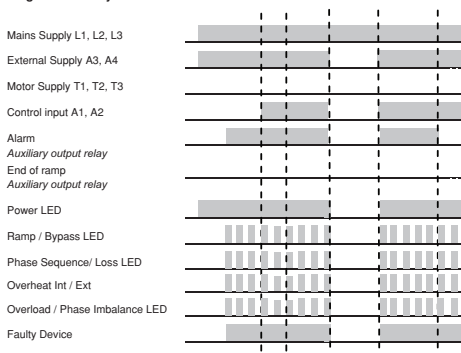 Mains Supply L1, L2, L3
External Supply A3, A4
Motor Supply T1, T2, T3
Control input A1, A2
Alarm
Auxiliary output relay
End of ramp
Auxiliary output relay
Power LED
Ramp / Bypass LED
Phase Sequence/ Loss LED
Overheat Int / Ext
Overload / Phase Imbalance LED
Faulty Device